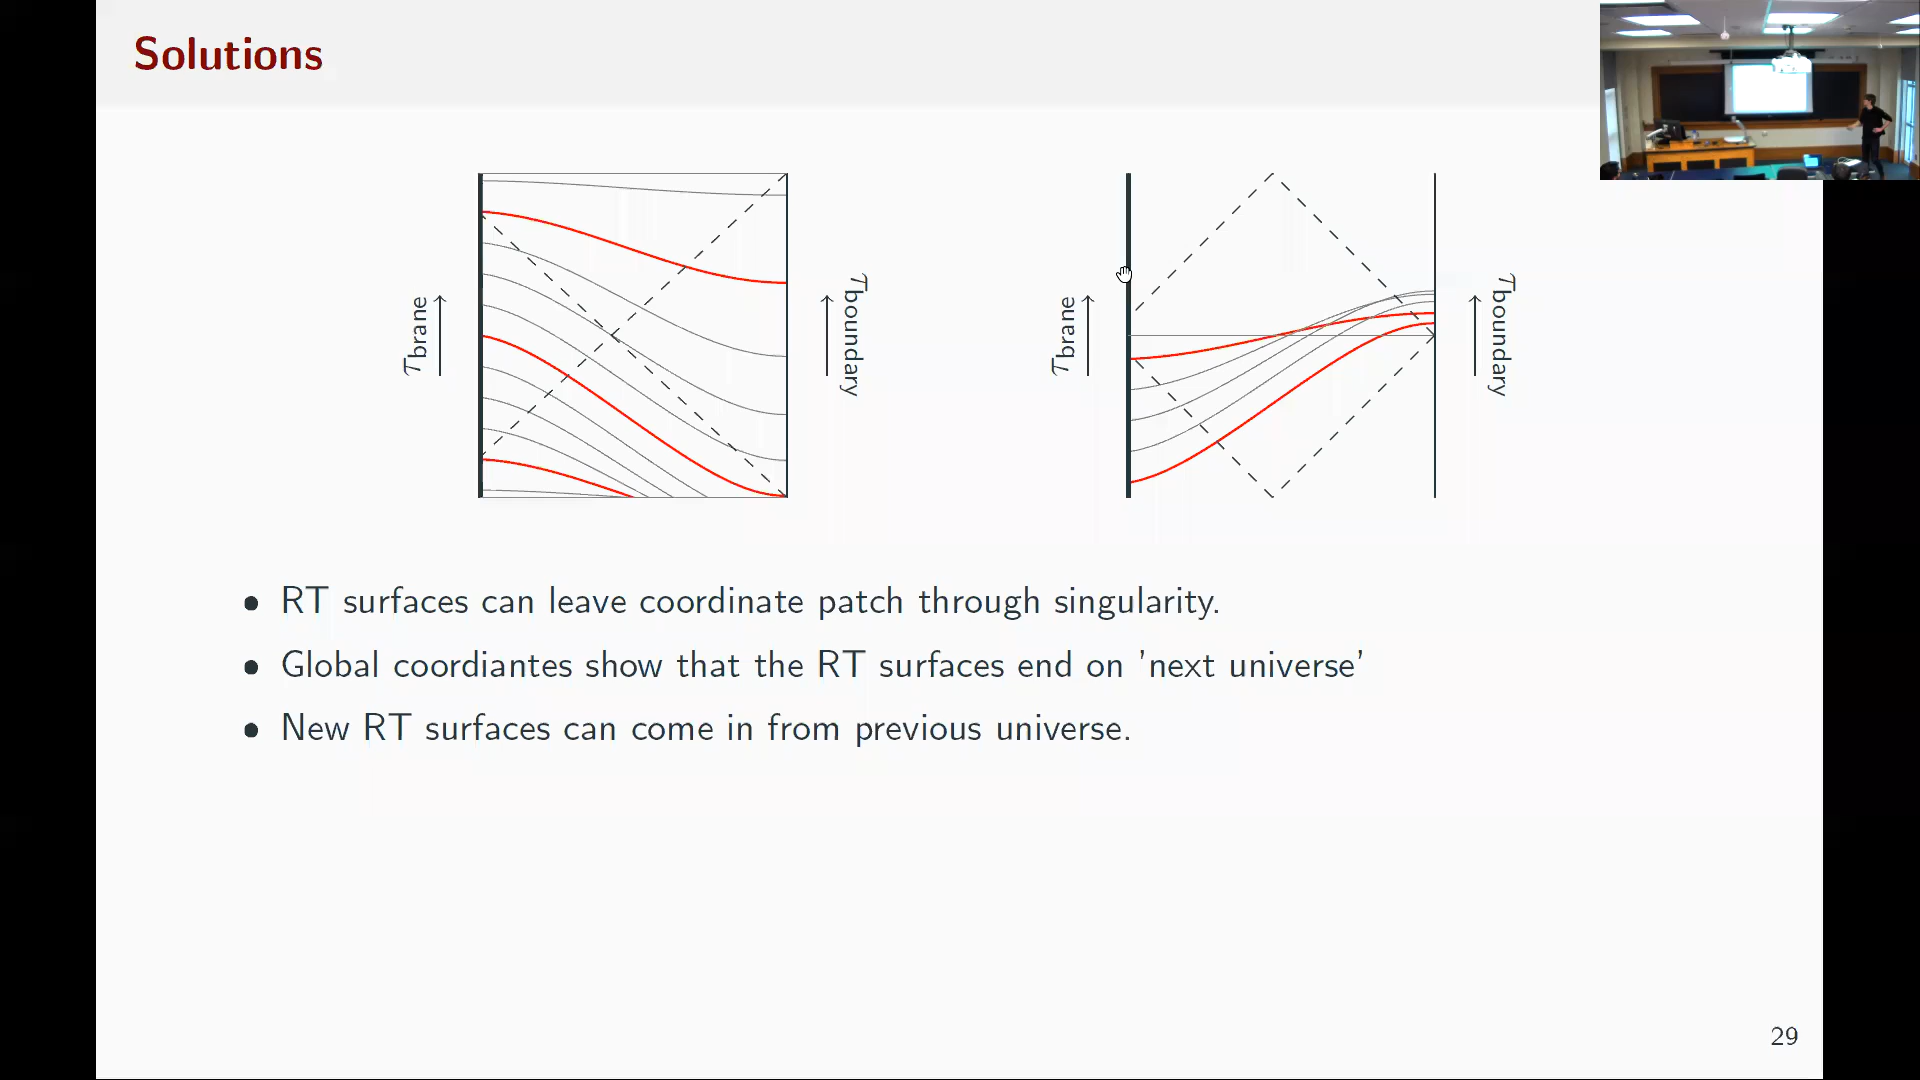 Solutions
τbrane
τboundary
τbrane
τboundary
• RT surfaces can leave coordinate patch through singularity.
• Global coordiantes show that the RT surfaces end on 'next universe'
• New RT surfaces can come in from previous universe.
29